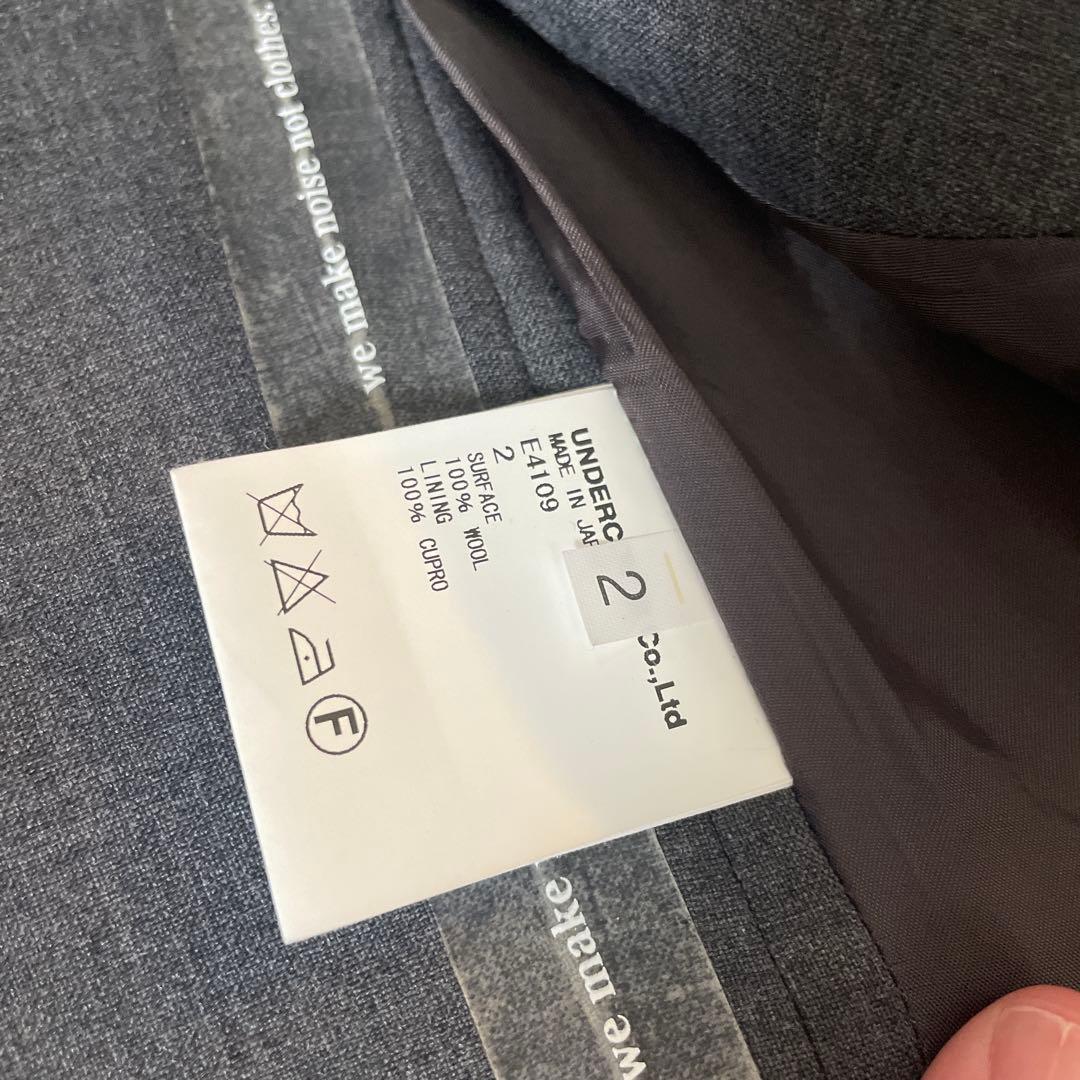 we make noise not clothes.
UNDERC Co.,Ltd
MADE IN JAP
E4109
2
SURFACE
100% WOOL
LINING
100% CUPRO
2
F
we make